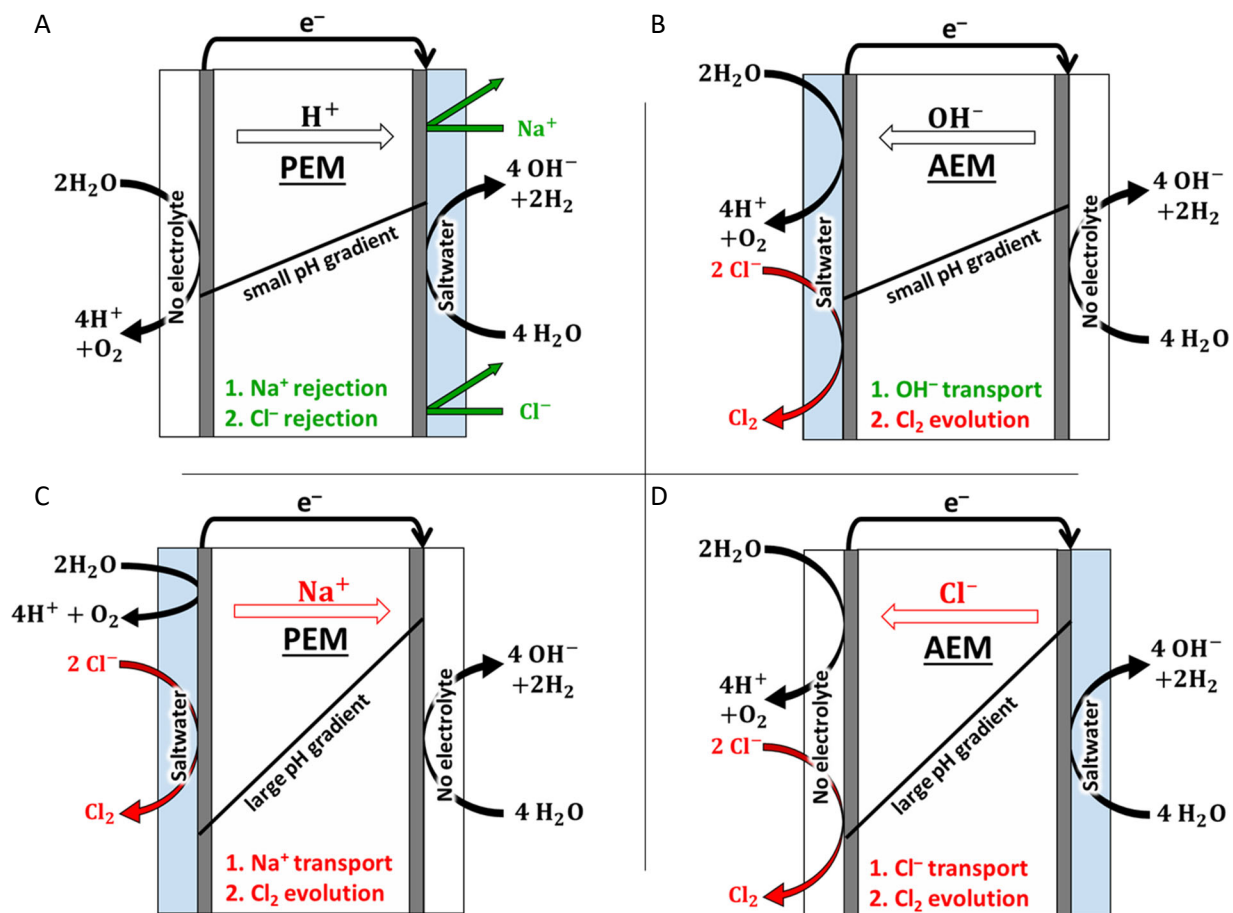 A
e⁻
H⁺
PEM
Na⁺
2H₂O
4 OH⁻
+2H₂
No electrolyte
small pH gradient
Saltwater
4H⁺
+O₂
4 H₂O
1. Na⁺ rejection
2. Cl⁻ rejection
Cl⁻
B
e⁻
2H₂O
OH⁻
AEM
4 OH⁻
+2H₂
4H⁺
+O₂
2 Cl⁻
Saltwater
small pH gradient
No electrolyte
4 H₂O
Cl₂
1. OH⁻ transport
2. Cl₂ evolution
C
e⁻
2H₂O
4H⁺ + O₂
Na⁺
PEM
2 Cl⁻
4 OH⁻
+2H₂
Saltwater
large pH gradient
No electrolyte
Cl₂
4 H₂O
1. Na⁺ transport
2. Cl₂ evolution
D
e⁻
2H₂O
Cl⁻
AEM
4 OH⁻
+2H₂
4H⁺
+O₂
2 Cl⁻
No electrolyte
large pH gradient
Saltwater
4 H₂O
Cl₂
1. Cl⁻ transport
2. Cl₂ evolution